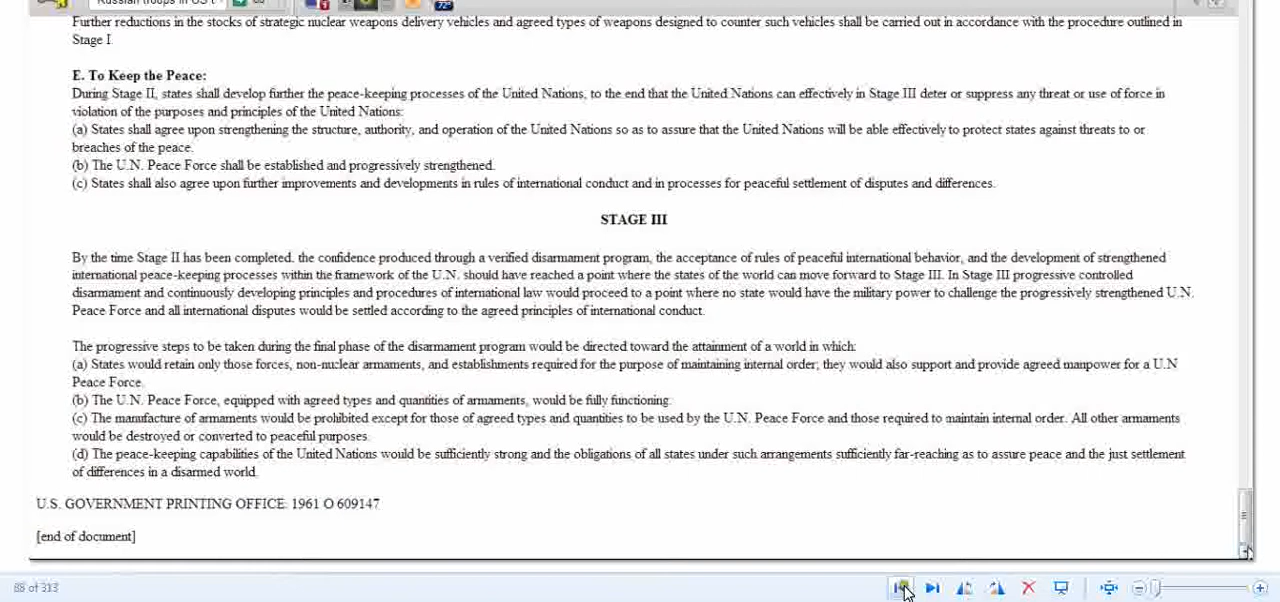 Russian troops in US t
72°
Further reductions in the stocks of strategic nuclear weapons delivery vehicles and agreed types of weapons designed to counter such vehicles shall be carried out in accordance with the procedure outlined in
Stage I.
E. To Keep the Peace:
During Stage II, states shall develop further the peace-keeping processes of the United Nations, to the end that the United Nations can effectively in Stage III deter or suppress any threat or use of force in
violation of the purposes and principles of the United Nations:
(a) States shall agree upon strengthening the structure, authority, and operation of the United Nations so as to assure that the United Nations will be able effectively to protect states against threats to or
breaches of the peace.
(b) The U.N. Peace Force shall be established and progressively strengthened.
(c) States shall also agree upon further improvements and developments in rules of international conduct and in processes for peaceful settlement of disputes and differences.
STAGE III
By the time Stage II has been completed, the confidence produced through a verified disarmament program, the acceptance of rules of peaceful international behavior, and the development of strengthened
international peace-keeping processes within the framework of the U.N. should have reached a point where the states of the world can move forward to Stage III. In Stage III progressive controlled
disarmament and continuously developing principles and procedures of international law would proceed to a point where no state would have the military power to challenge the progressively strengthened U.N.
Peace Force and all international disputes would be settled according to the agreed principles of international conduct.
The progressive steps to be taken during the final phase of the disarmament program would be directed toward the attainment of a world in which:
(a) States would retain only those forces, non-nuclear armaments, and establishments required for the purpose of maintaining internal order; they would also support and provide agreed manpower for a U.N
Peace Force.
(b) The U.N. Peace Force, equipped with agreed types and quantities of armaments, would be fully functioning.
(c) The manufacture of armaments would be prohibited except for those of agreed types and quantities to be used by the U.N. Peace Force and those required to maintain internal order. All other armaments
would be destroyed or converted to peaceful purposes.
(d) The peace-keeping capabilities of the United Nations would be sufficiently strong and the obligations of all states under such arrangements sufficiently far-reaching as to assure peace and the just settlement
of differences in a disarmed world.
U.S. GOVERNMENT PRINTING OFFICE: 1961 O 609147
[end of document]
88 of 313